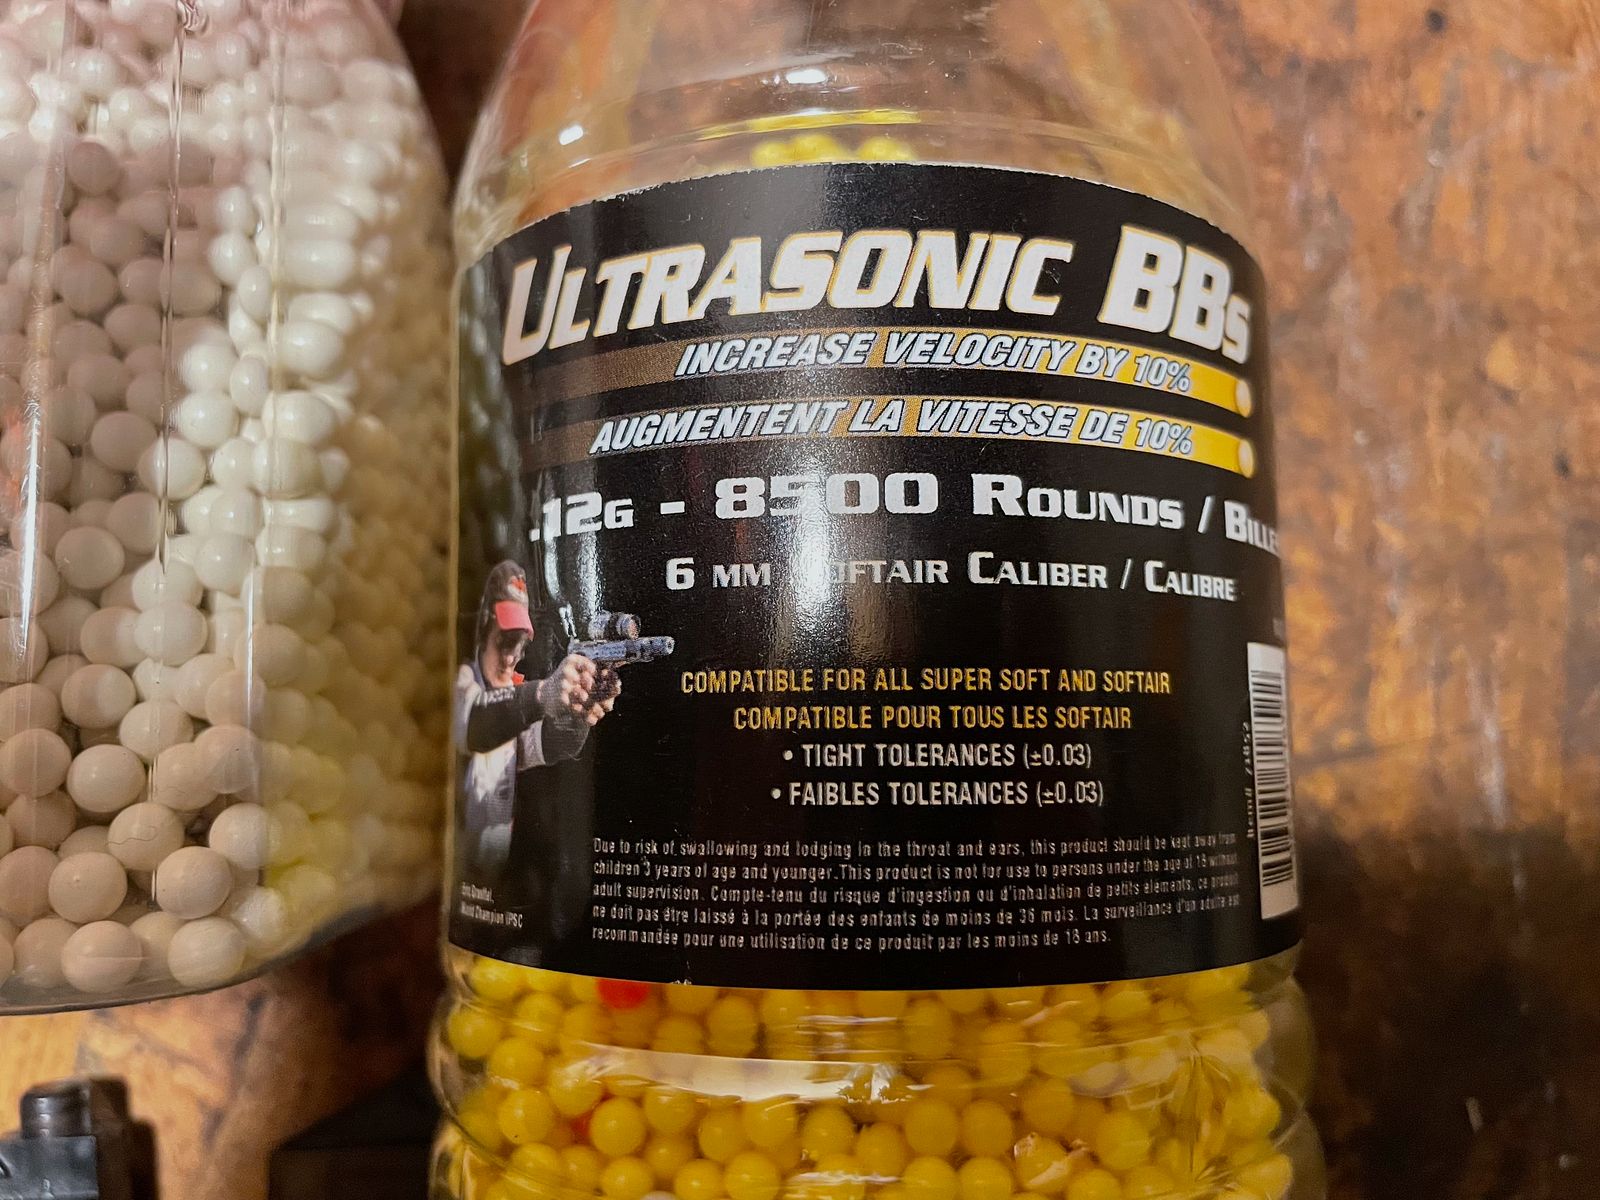 ULTRASONIC BBs
INCREASE VELOCITY BY 10%
AUGMENTENT LA VITESSE DE 10%
.12G - 8500 ROUNDS /
6 MM SOFTAIR CALIBER / CALIBRE
COMPATIBLE FOR ALL SUPER SOFT AND SOFTAIR
COMPATIBLE POUR TOUS LES SOFTAIR
• TIGHT TOLERANCES (±0.03)
• FAIBLES TOLERANCES (±0.03)
Due to risk of swallowing and lodging in the throat and ears, this product should be kept away from
children 3 years of age and younger. This product is not for use to persons under the age of 18 without
adult supervision. Compte-tenu du risque d'ingestion ou d'inhalation de petits elements, ce produit
ne doit pas être laissé à la portée des enfants de moins de 36 mois. La surveillance d'un adulte est
recommandée pour une utilisation de ce produit par les moins de 18 ans.
World Champion IPSC